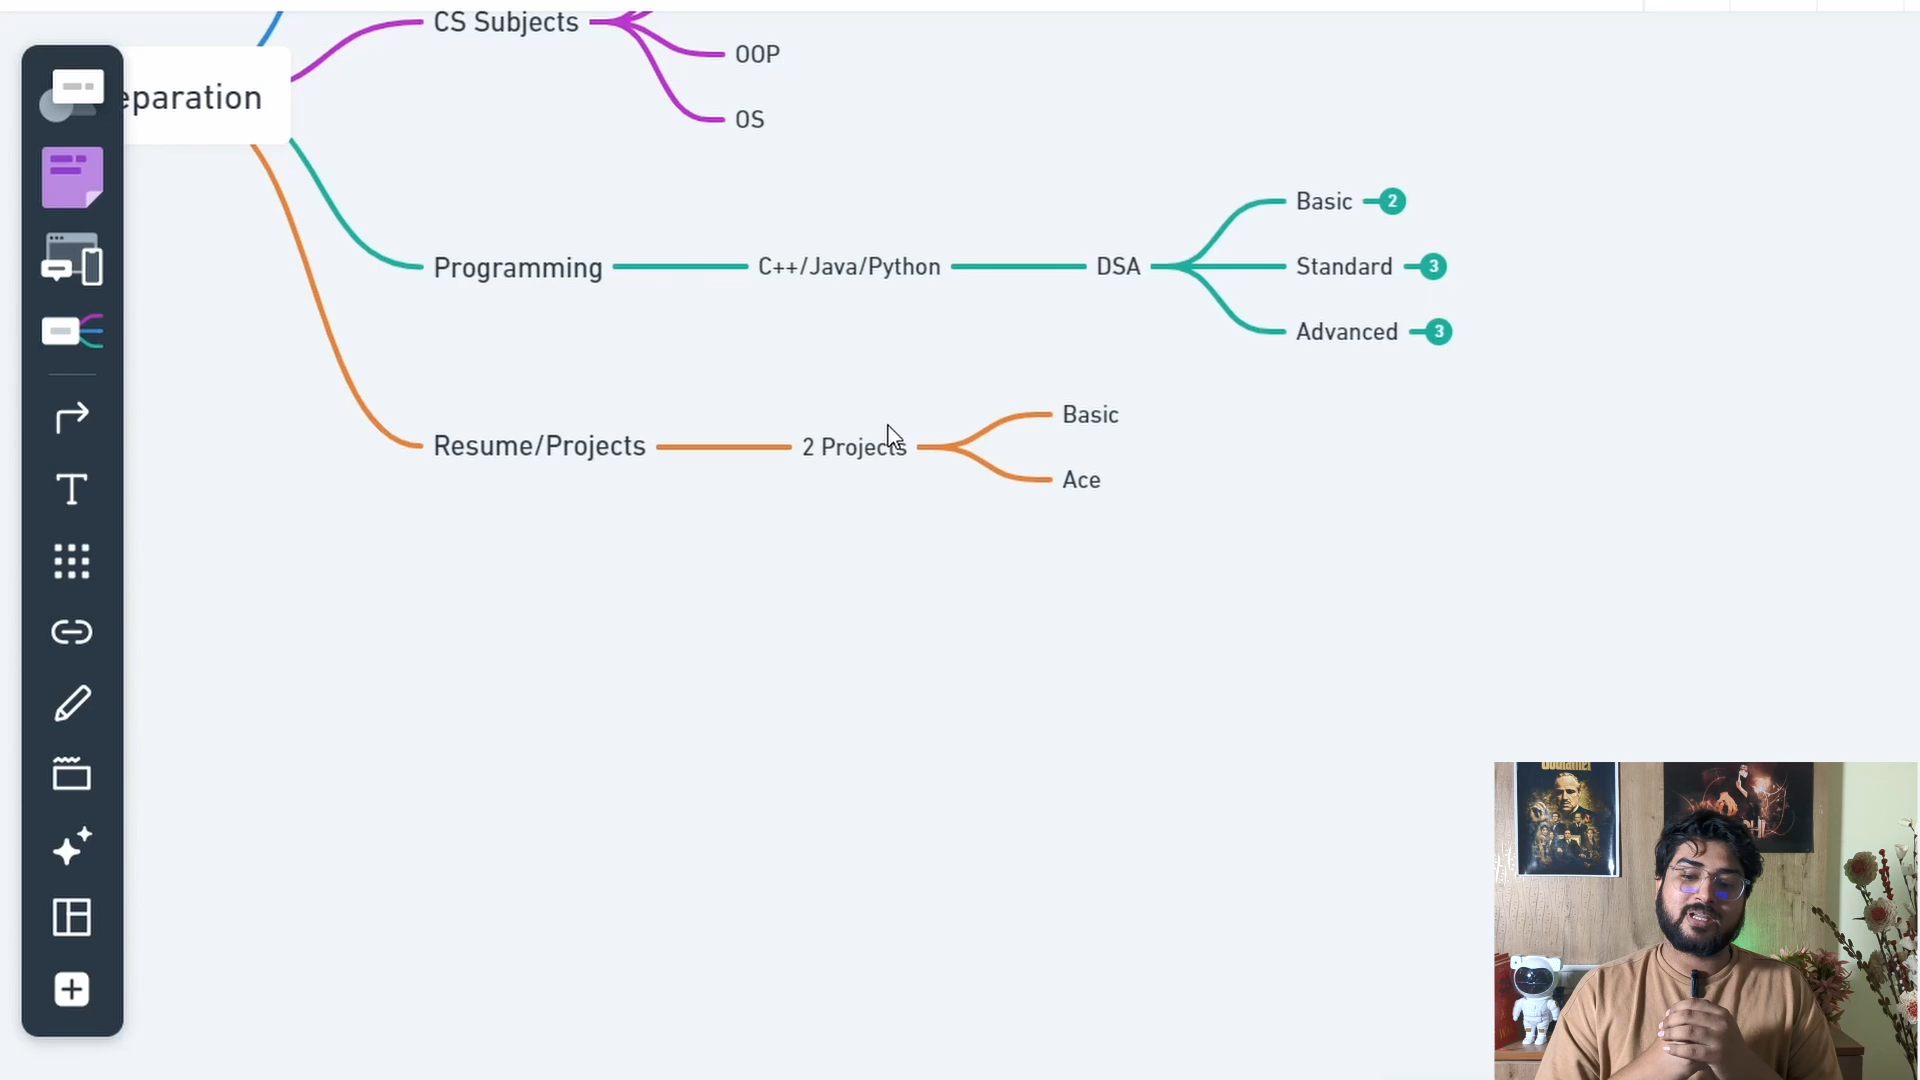 CS Subjects
OOP
eparation
OS
Basic 2
Programming C++/Java/Python DSA Standard 3
Advanced 3
Basic
Resume/Projects 2 Projects
Ace